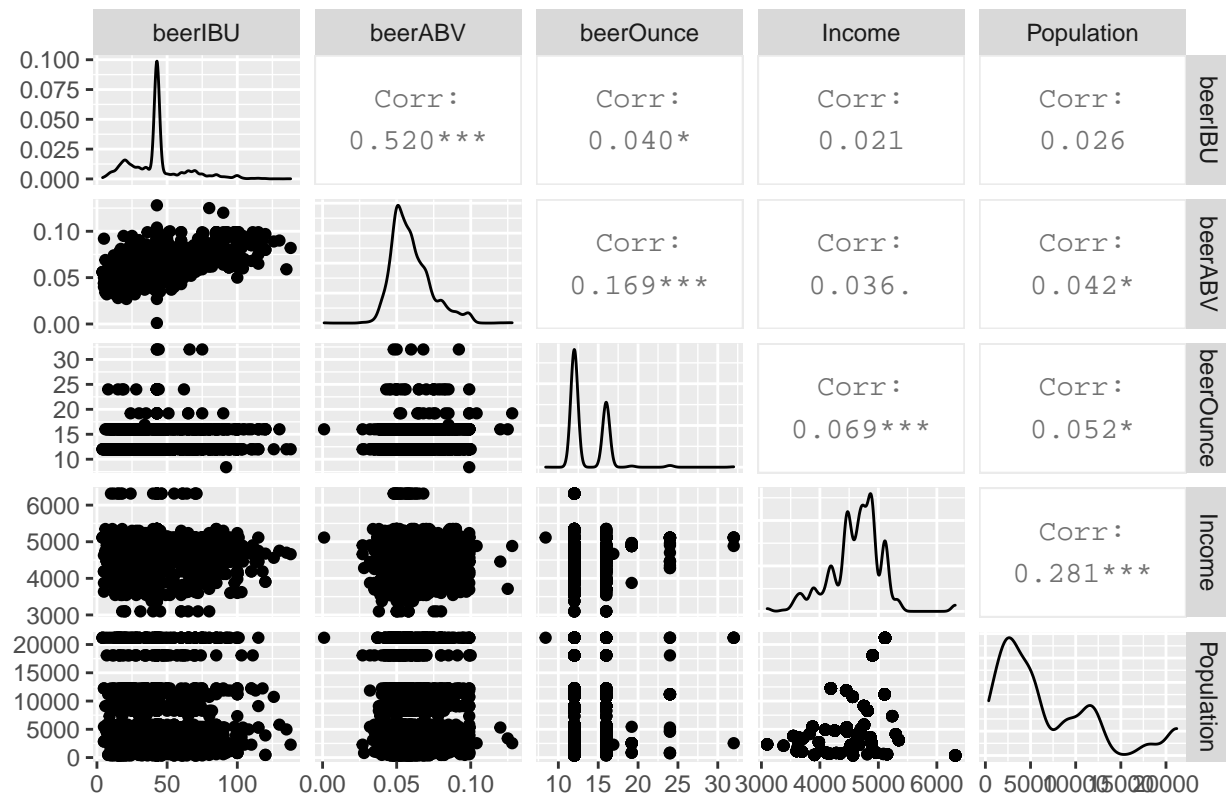 beerIBU beerABV beerOunce Income Population
0.100
0.075
0.050
0.025
0.000
Corr:
0.520***
Corr:
0.040*
Corr:
0.021
Corr:
0.026
beerIBU
0.10
0.05
0.00
Corr:
0.169***
Corr:
0.036.
Corr:
0.042*
beerABV
30
25
20
15
10
Corr:
0.069***
Corr:
0.052*
beerOunce
6000
5000
4000
3000
Corr:
0.281***
Income
20000
15000
10000
5000
0
Population
0 50 100 0.00 0.05 0.10 10 15 20 25 30 3000 4000 5000 6000 0 5000 10000 15000 20000